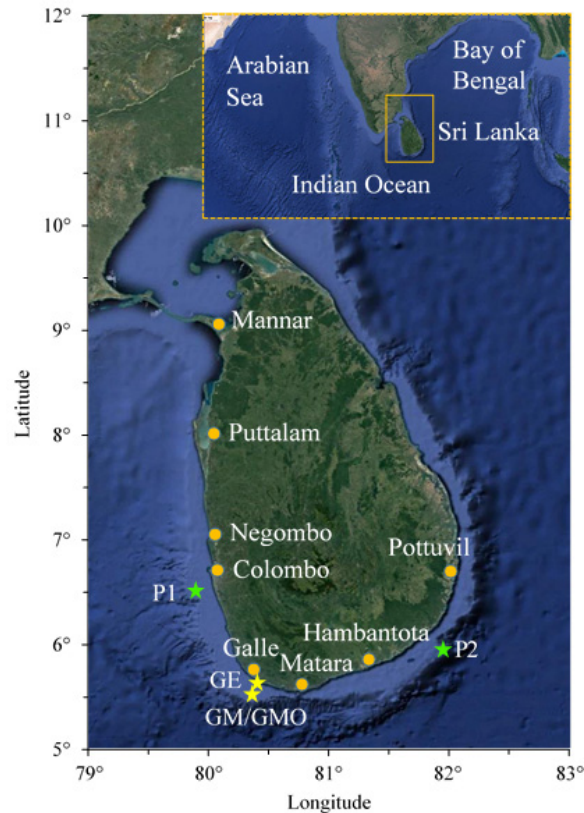 12°
11°
10°
9°
8°
7°
6°
5°
Latitude
79°
80°
81°
82°
83°
Longitude
Arabian
Sea
Bay of
Bengal
Sri Lanka
Indian Ocean
Mannar
Puttalam
Negombo
Colombo
Pottuvil
P1
Hambantota
Galle
Matara
P2
GE
GM/GMO